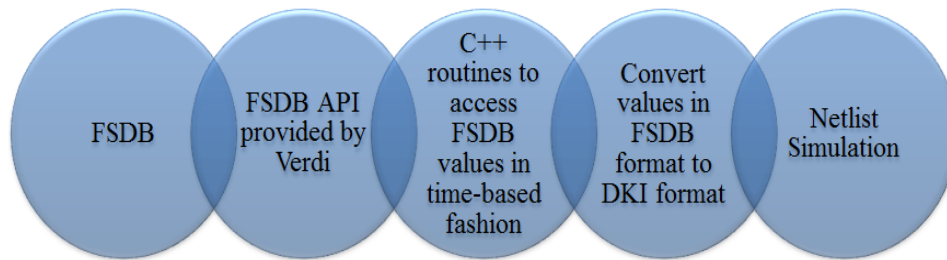 FSDB
FSDB API
provided by
Verdi
C++
routines to
access
FSDB
values in
time-based
fashion
Convert
values in
FSDB
format to
DKI format
Netlist
Simulation